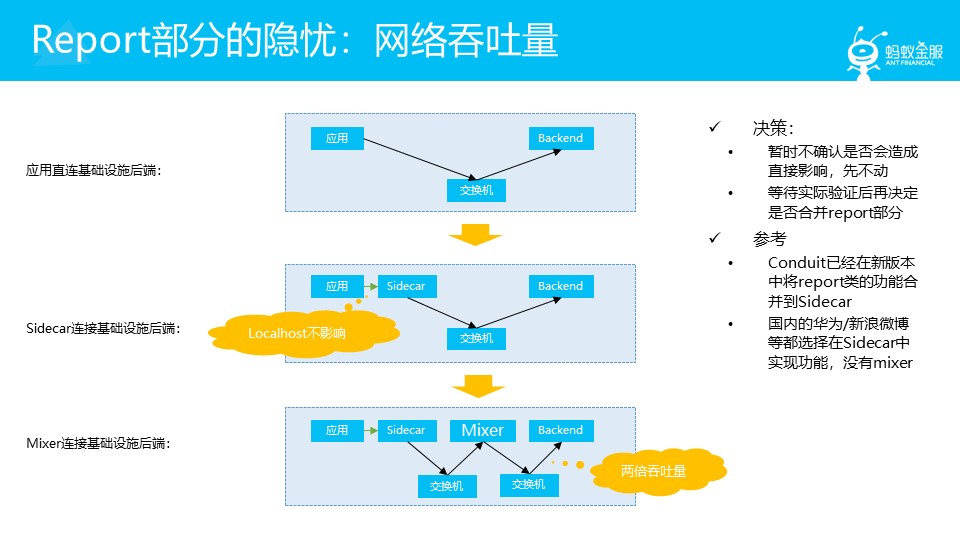 Report部分的隐忧：网络吞吐量
蚂蚁金服
ANT FINANCIAL
应用直连基础设施后端：
应用
Backend
交换机
Sidecar连接基础设施后端：
应用
Sidecar
Backend
Localhost不影响
交换机
Mixer连接基础设施后端：
应用
Sidecar
Mixer
Backend
交换机
交换机
两倍吞吐量
✓ 决策：
• 暂时不确认是否会造成
直接影响，先不动
• 等待实际验证后再决定
是否合并report部分
✓ 参考
• Conduit已经在新版本
中将report类的功能合
并到Sidecar
• 国内的华为/新浪微博
等都选择在Sidecar中
实现功能，没有mixer